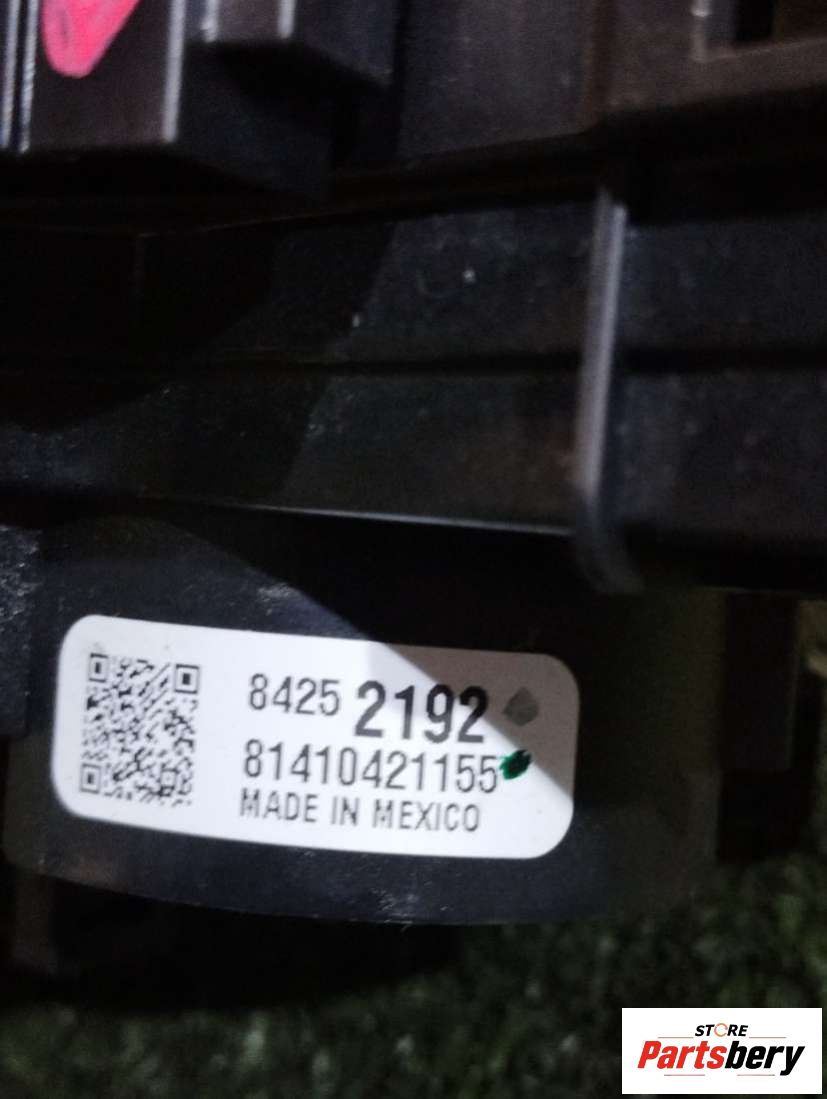 8425 2192
81410421155
MADE IN MEXICO
STORE
Partsbery